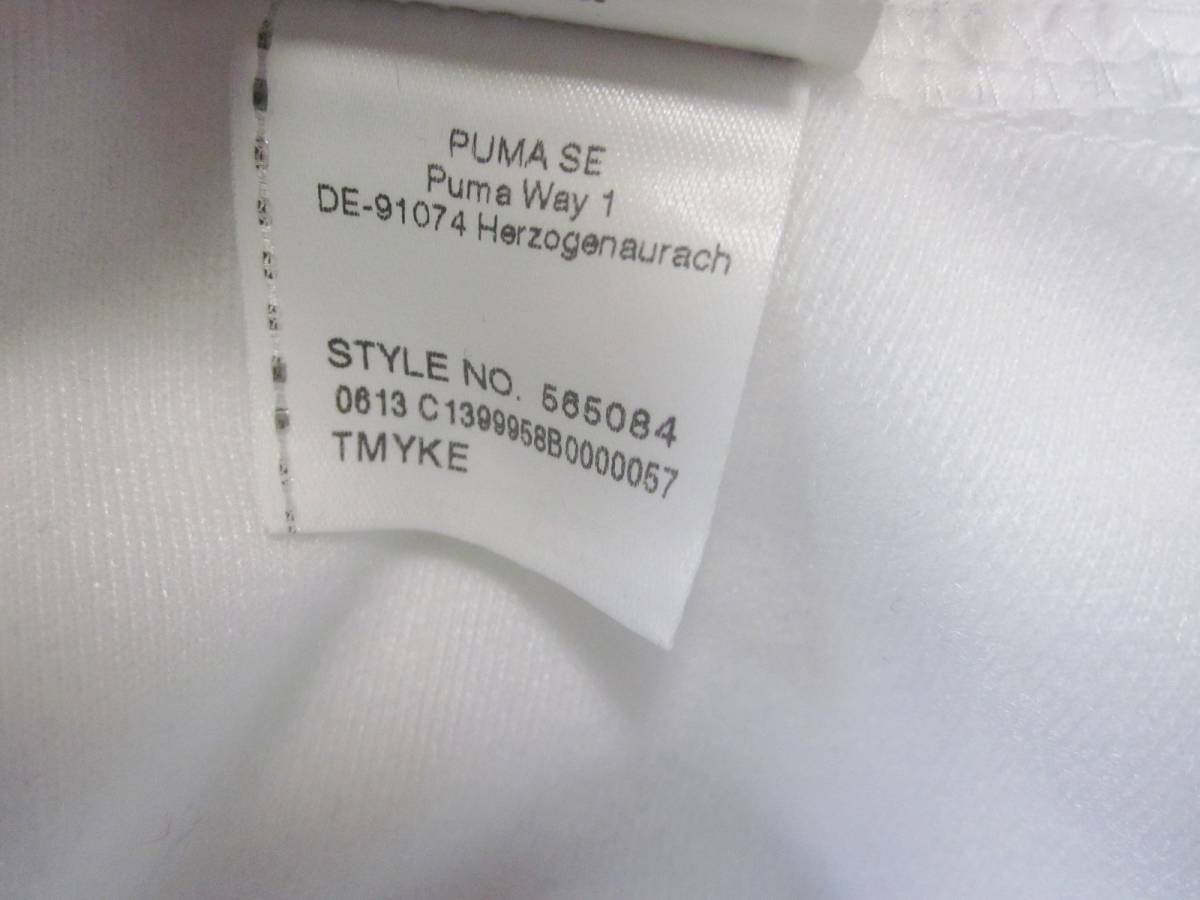 PUMA SE
Puma Way 1
DE-91074 Herzogenaurach
STYLE NO. 565084
0613 C1399958B0000057
TMYKE